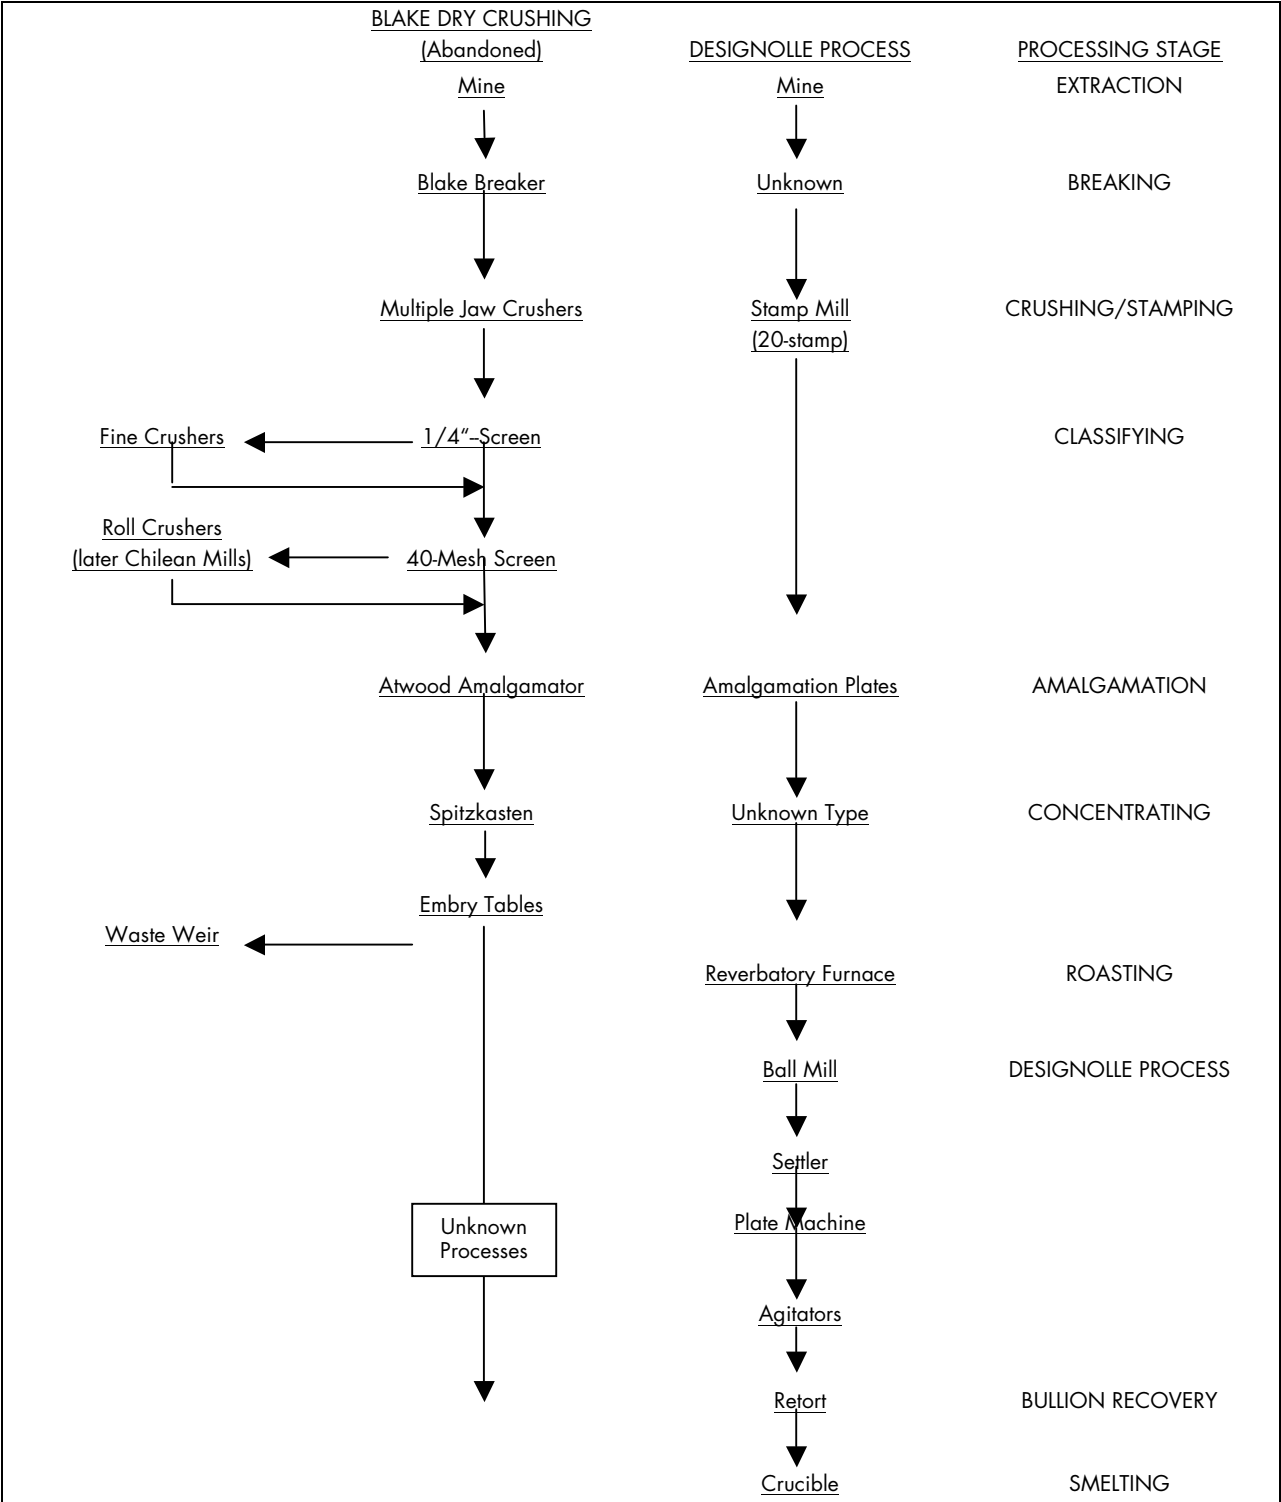 BLAKE DRY CRUSHING
(Abandoned) DESIGNOLLE PROCESS PROCESSING STAGE
Mine Mine EXTRACTION
Blake Breaker Unknown BREAKING
Multiple Jaw Crushers Stamp Mill CRUSHING/STAMPING
(20-stamp)
Fine Crushers 1/4“–Screen CLASSIFYING
Roll Crushers
(later Chilean Mills) 40-Mesh Screen
Atwood Amalgamator Amalgamation Plates AMALGAMATION
Spitzkasten Unknown Type CONCENTRATING
Embry Tables
Waste Weir
Reverbatory Furnace ROASTING
Ball Mill DESIGNOLLE PROCESS
Settler
Plate Machine
Unknown
Processes
Agitators
Retort BULLION RECOVERY
Crucible SMELTING